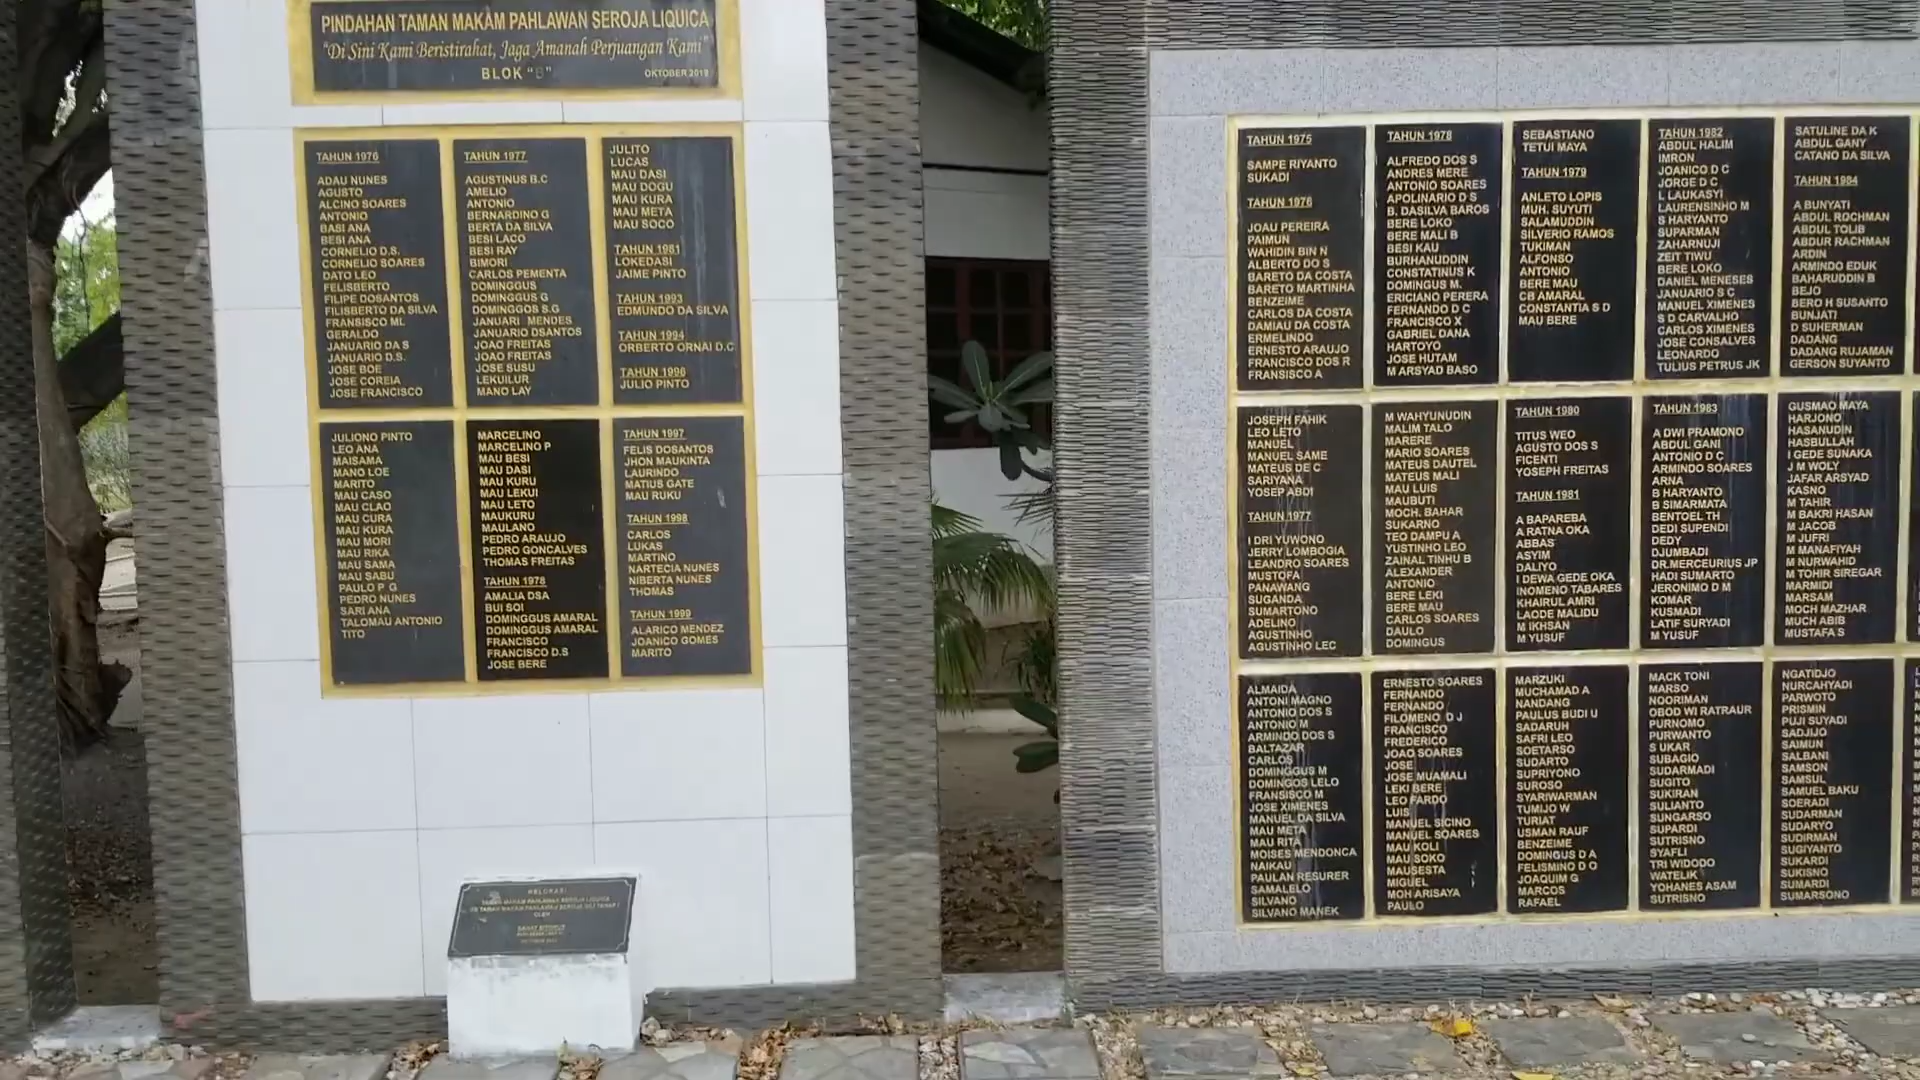 PINDAHAN TAMAN MAKAM PAHLAWAN SEROJA LIQUICA
"Di Sini Kami Beristirahat, Jaga Amanah Perjuangan Kami"
BLOK "B"
OKTOBER 2019
TAHUN 1976
ADAU NUNES
AGUSTO
ALCINO SOARES
ANTONIO
BASI ANA
BESI ANA
CORNELIO D.S.
CORNELIO SOARES
DATO LEO
FELISBERTO
FILIPE DOSANTOS
FILISBERTO DA SILVA
FRANSISCO ML
GERALDO
JANUARIO DA S
JANUARIO D.S.
JOSE BOE
JOSE COREIA
JOSE FRANCISCO
TAHUN 1977
AGUSTINUS B.C
AMELIO
ANTONIO
BERNARDINO G
BERTA DA SILVA
BESI LACO
BESI RAY
BIMORI
CARLOS PEMENTA
DOMINGGUS
DOMINGGUS G
DOMINGGOS S.G
JANUARI MENDES
JANUARIO DSANTOS
JOAO FREITAS
JOAO FREITAS
JOSE SUSU
LEKUILUR
MANO LAY
JULITO
LUCAS
MAU DASI
MAU DOGU
MAU KURA
MAU META
MAU SOCO
TAHUN 1981
LOKEDASI
JAIME PINTO
TAHUN 1993
EDMUNDO DA SILVA
TAHUN 1994
ORBERTO ORNAI D.C
TAHUN 1996
JULIO PINTO
JULIONO PINTO
LEO ANA
MAISAMA
MANO LOE
MARITO
MAU CASO
MAU CLAO
MAU CURA
MAU KURA
MAU MORI
MAU RIKA
MAU SAMA
MAU SABU
PAULO P G
PEDRO NUNES
SARI ANA
TALOMAU ANTONIO
TITO
MARCELINO
MARCELINO P
MAU BESI
MAU DASI
MAU KURU
MAU LEKUI
MAU LETO
MAUKURU
MAULANO
PEDRO ARAUJO
PEDRO GONCALVES
THOMAS FREITAS
TAHUN 1978
AMALIA DSA
BUI SOI
DOMINGGUS AMARAL
DOMINGGUS AMARAL
FRANCISCO
FRANCISCO D.S
JOSE BERE
TAHUN 1997
FELIS DOSANTOS
JHON MAUKINTA
LAURINDO
MATIUS GATE
MAU RUKU
TAHUN 1998
CARLOS
LUKAS
MARTINO
NARTECIA NUNES
NIBERTA NUNES
THOMAS
TAHUN 1999
ALARICO MENDEZ
JOANICO GOMES
MARITO
RELOKASI
TAMAN MAKAM PAHLAWAN SEROJA LIQUICA
OLEH
TAHUN 1975
SAMPE RIYANTO
SUKADI
TAHUN 1976
JOAU PEREIRA
PAIMUN
WAHIDIN BIN N
ALBERTO DO S
BARETO DA COSTA
BARETO MARTINHA
BENZEIME
CARLOS DA COSTA
DAMIAU DA COSTA
ERMELINDO
ERNESTO ARAUJO
FRANCISCO DOS R
FRANSISCO A
TAHUN 1978
ALFREDO DOS S
ANDRES MERE
ANTONIO SOARES
APOLINARIO D S
B. DASILVA BAROS
BERE LOKO
BERE MALI B
BESI KAU
BURHANUDDIN
CONSTATINUS K
DOMINGUS M.
ERICIANO PERERA
FERNANDO D C
FRANCISCO X
GABRIEL DANA
HARTOYO
JOSE HUTAM
M ARSYAD BASO
SEBASTIANO
TETUI MAYA
TAHUN 1979
ANLETO LOPIS
MUH. SUYUTI
SALAMUDDIN
SILVERIO RAMOS
TUKIMAN
ALFONSO
ANTONIO
BERE MAU
CB AMARAL
CONSTANTIA S D
MAU BERE
TAHUN 1982
ABDUL HALIM
IMRON
JOANICO D C
JORGE D C
L LAUKASYI
LAURENSINHO M
S HARYANTO
SUPARMAN
ZAHARNUJI
ZEIT TIWU
BERE LOKO
DANIEL MENESES
JANUARIO S C
MANUEL XIMENES
S D CARVALHO
CARLOS XIMENES
JOSE CONSALVES
LEONARDO
TULIUS PETRUS JK
SATULINE DA K
ABDUL GANY
CATANO DA SILVA
TAHUN 1984
A BUNYATI
ABDUL ROCHMAN
ABDUL TOLIB
ABDUR RACHMAN
ARDIN
ARMINDO EDUK
BAHARUDDIN B
BEJO
BERO H SUSANTO
BUNJATI
D SUHERMAN
DADANG
DADANG RUJAMAN
GERSON SUYANTO
JOSEPH FAHIK
LEO LETO
MANUEL
MANUEL SAME
MATEUS DE C
SARIYANA
YOSEP ABDI
TAHUN 1977
I DRI YUWONO
JERRY LOMBOGIA
LEANDRO SOARES
MUSTOFA
PANAWANG
SUGANDA
SUMARTONO
ADELINO
AGUSTINHO
AGUSTINHO LEC
M WAHYUNUDIN
MALIM TALO
MARERE
MARIO SOARES
MATEUS DAUTEL
MATEUS MALI
MAU LUIS
MAUBUTI
MOCH. BAHAR
SUKARNO
TEO DAMPU A
YUSTINHO LEO
ZAINAL TINHU B
ALEXANDER
ANTONIO
BERE LEKI
BERE MAU
CARLOS SOARES
DAULO
DOMINGUS
TAHUN 1980
TITUS WEO
AGUSTO DOS S
FICENTI
YOSEPH FREITAS
TAHUN 1981
A BAPAREBA
A RATNA OKA
ABBAS
ASYIM
DALIYO
I DEWA GEDE OKA
INOMENO TABARES
KHAIRUL AMRI
LAODE MALIDU
M IKHSAN
M YUSUF
TAHUN 1983
A DWI PRAMONO
ABDUL GANI
ANTONIO D C
ARMINDO SOARES
ARNA
B HARYANTO
B SIMARMATA
BENTOEL TH
DEDI SUPENDI
DEDY
DJUMBADI
DR.MERCEURIUS JP
HADI SUMARTO
JERONIMO D M
KOMAR
KUSMADI
LATIF SURYADI
M YUSUF
GUSMAO MAYA
HARJONO
HASANUDIN
HASBULLAH
I GEDE SUNAKA
J M WOLY
JAFAR ARSYAD
KASNO
M TAHIR
M BAKRI HASAN
M JACOB
M JUFRI
M MANAFIYAH
M NURWAHID
M TOHIR SIREGAR
MARMIDI
MARSAM
MOCH MAZHAR
MUCH ABIB
MUSTAFA S
ALMAIDA
ANTONI MAGNO
ANTONIO DOS S
ANTONIO M
ARMINDO DOS S
BALTAZAR
CARLOS
DOMINGGUS M
DOMINGOS LELO
FRANSISCO M
JOSE XIMENES
MANUEL DA SILVA
MAU META
MAU RITA
MOISES MENDONCA
NAIKAU
PAULAN RESURER
SAMALELO
SILVANO
SILVANO MANEK
ERNESTO SOARES
FERNANDO
FERNANDO
FILOMENO D J
FRANCISCO
FREDERICO
JOAO SOARES
JOSE
JOSE MUAMALI
LEKI BERE
LEO FARDO
LUIS
MANUEL SICINO
MANUEL SOARES
MAU KOLI
MAU SOKO
MAUSESTA
MIGUEL
MOH ARISAYA
PAULO
MARZUKI
MUCHAMAD A
NANDANG
PAULUS BUDI U
SADARUH
SAFRI LEO
SOETARSO
SUDARTO
SUPRIYONO
SUROSO
SYARIWARMAN
TUMIJO W
TURIAT
USMAN RAUF
BENZEIME
DOMINGUS D A
FELISMINO D O
JOAQUIM G
MARCOS
RAFAEL
MACK TONI
MARSO
NOORIMAN
OBOD WI RATRAUR
PURNOMO
PURWANTO
S UKAR
SUBAGIO
SUDARMADI
SUGITO
SUKIRAN
SULIANTO
SUNGARSO
SUPARDI
SUTRISNO
SYAFLI
TRI WIDODO
WATELIK
YOHANES ASAM
SUTRISNO
NGATIDJO
NURCAHYADI
PARWOTO
PRISMIN
PUJI SUYADI
SADJIJO
SAIMUN
SALBANI
SAMSON
SAMSUL
SAMUEL BAKU
SOERADI
SUDARMAN
SUDARYO
SUDIRMAN
SUGIYANTO
SUKARDI
SUKISNO
SUMARDI
SUMARSONO